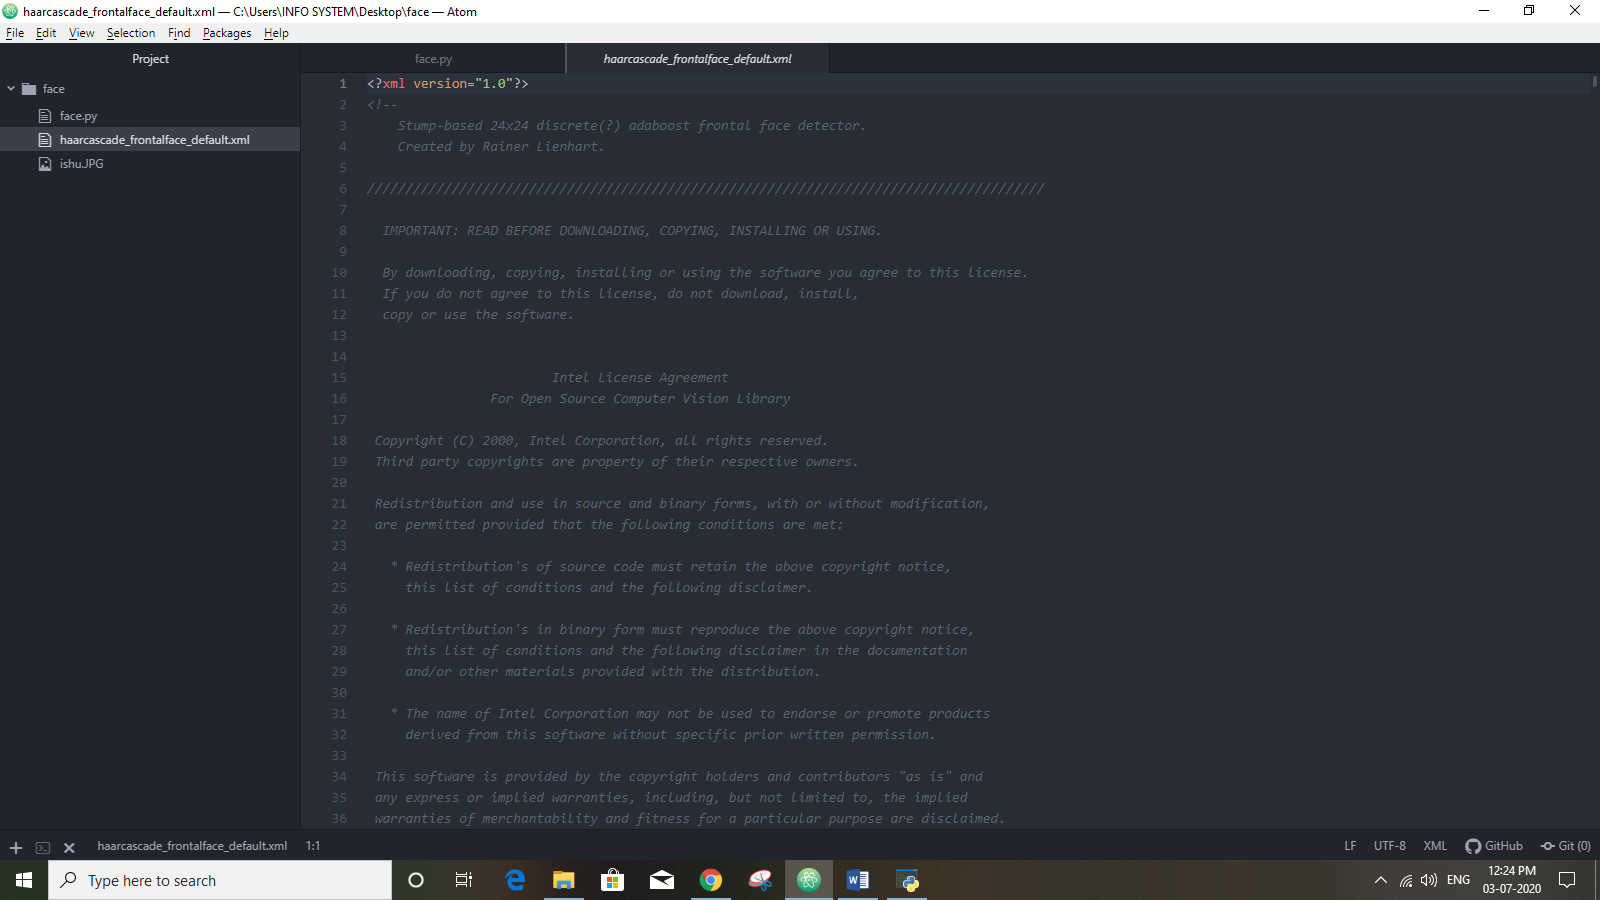 haarcascade_frontalface_default.xml — C:\Users\INFO SYSTEM\Desktop\face — Atom
File Edit View Selection Find Packages Help
Project
face
face.py
haarcascade_frontalface_default.xml
ishu.JPG
face.py haarcascade_frontalface_default.xml
1 <?xml version="1.0"?>
2 <!--
3 Stump-based 24x24 discrete(?) adaboost frontal face detector.
4 Created by Rainer Lienhart.
5
6 ////////////////////////////////////////////////////////////////////////////////////////
7
8 IMPORTANT: READ BEFORE DOWNLOADING, COPYING, INSTALLING OR USING.
9
10 By downloading, copying, installing or using the software you agree to this license.
11 If you do not agree to this license, do not download, install,
12 copy or use the software.
13
14
15 Intel License Agreement
16 For Open Source Computer Vision Library
17
18 Copyright (C) 2000, Intel Corporation, all rights reserved.
19 Third party copyrights are property of their respective owners.
20
21 Redistribution and use in source and binary forms, with or without modification,
22 are permitted provided that the following conditions are met:
23
24 * Redistribution's of source code must retain the above copyright notice,
25 this list of conditions and the following disclaimer.
26
27 * Redistribution's in binary form must reproduce the above copyright notice,
28 this list of conditions and the following disclaimer in the documentation
29 and/or other materials provided with the distribution.
30
31 * The name of Intel Corporation may not be used to endorse or promote products
32 derived from this software without specific prior written permission.
33
34 This software is provided by the copyright holders and contributors "as is" and
35 any express or implied warranties, including, but not limited to, the implied
36 warranties of merchantability and fitness for a particular purpose are disclaimed.
haarcascade_frontalface_default.xml 1:1 LF UTF-8 XML GitHub Git (0)
Type here to search
ENG
12:24 PM
03-07-2020